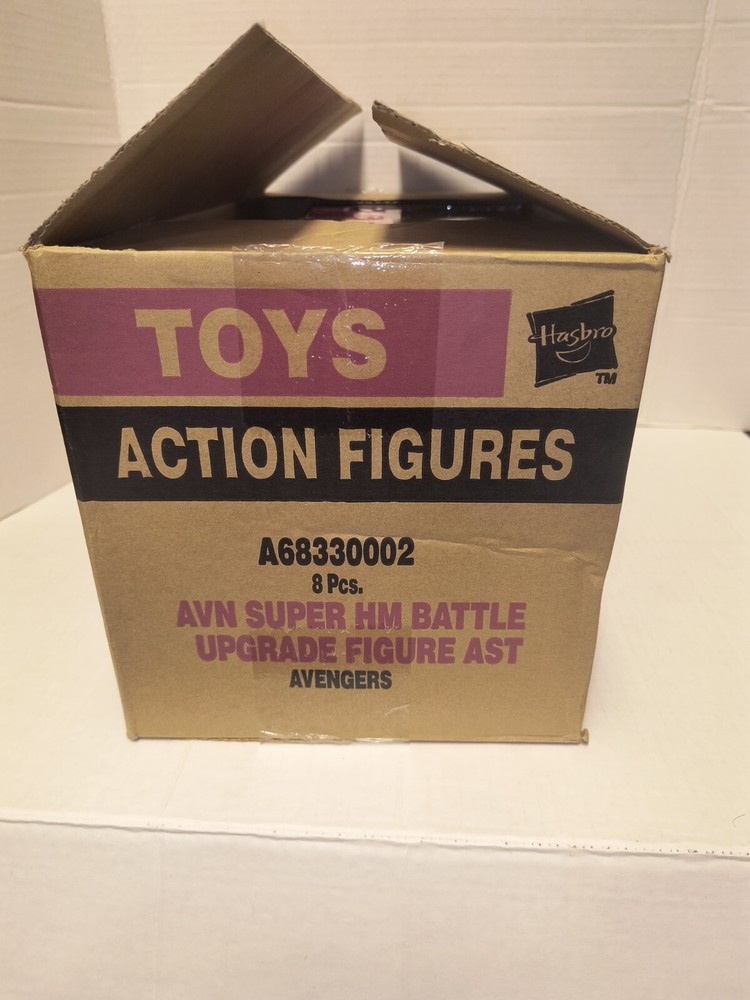 TOYS
Hasbro
TM
ACTION FIGURES
A68330002
8 Pcs.
AVN SUPER HM BATTLE
UPGRADE FIGURE AST
AVENGERS